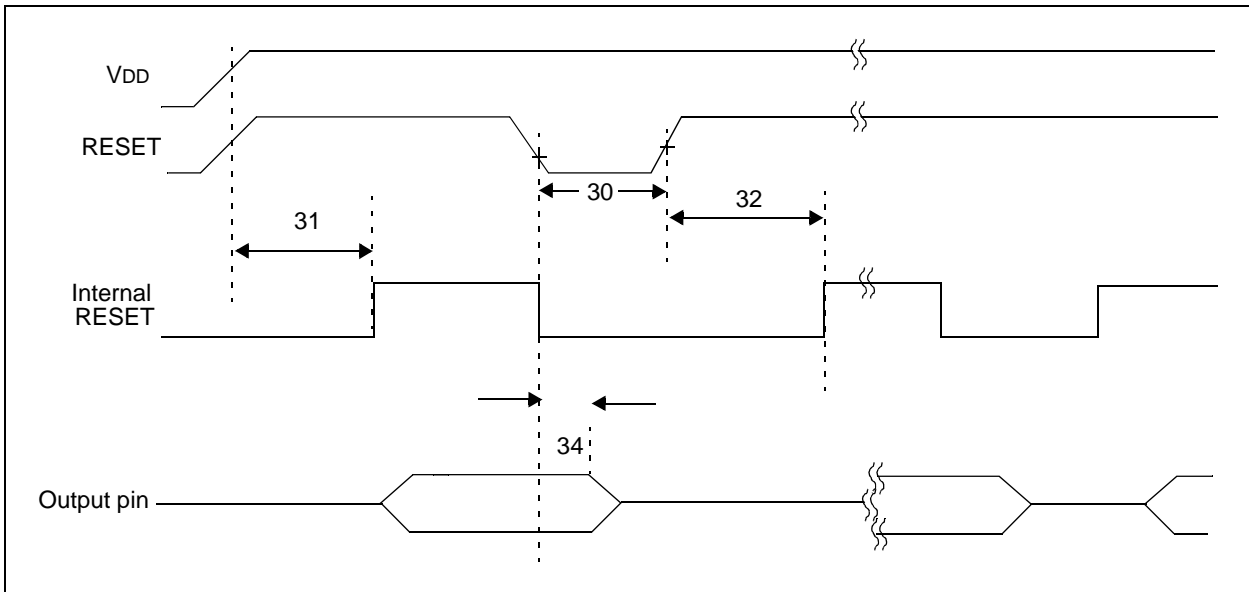 VDD
RESET
30
32
31
Internal
RESET
34
Output pin